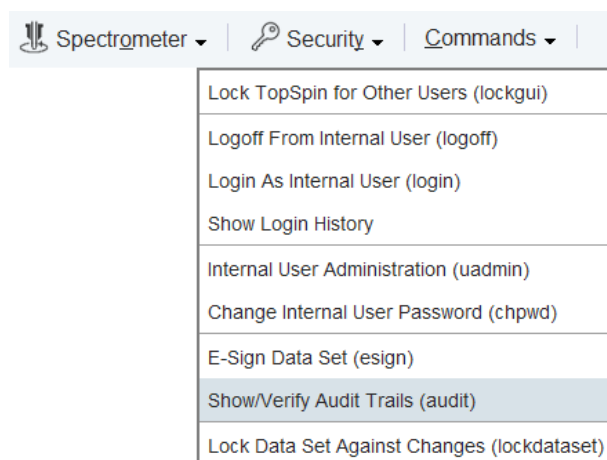 Spectrometer Security Commands
Lock TopSpin for Other Users (lockgui)
Logoff From Internal User (logoff)
Login As Internal User (login)
Show Login History
Internal User Administration (uadmin)
Change Internal User Password (chpwd)
E-Sign Data Set (esign)
Show/Verify Audit Trails (audit)
Lock Data Set Against Changes (lockdataset)